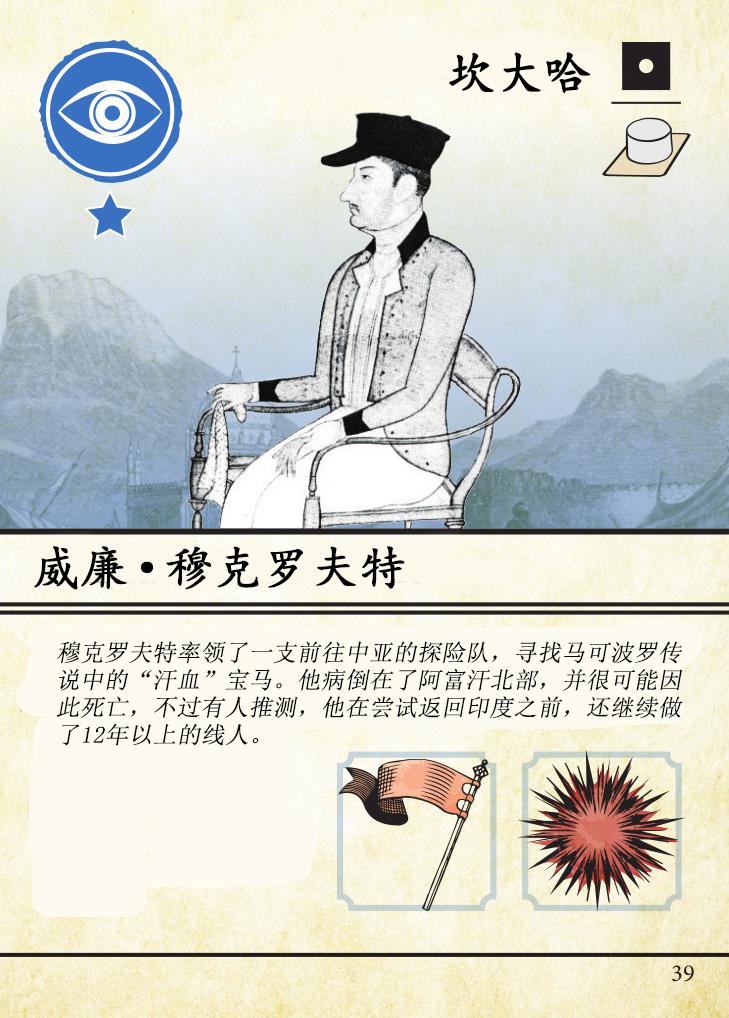 坎大哈
威廉·穆克罗夫特
穆克罗夫特率领了一支前往中亚的探险队，寻找马可波罗传
说中的“汗血”宝马。他病倒在了阿富汗北部，并很可能因
此死亡，不过有人推测，他在尝试返回印度之前，还继续做
了12年以上的线人。
39